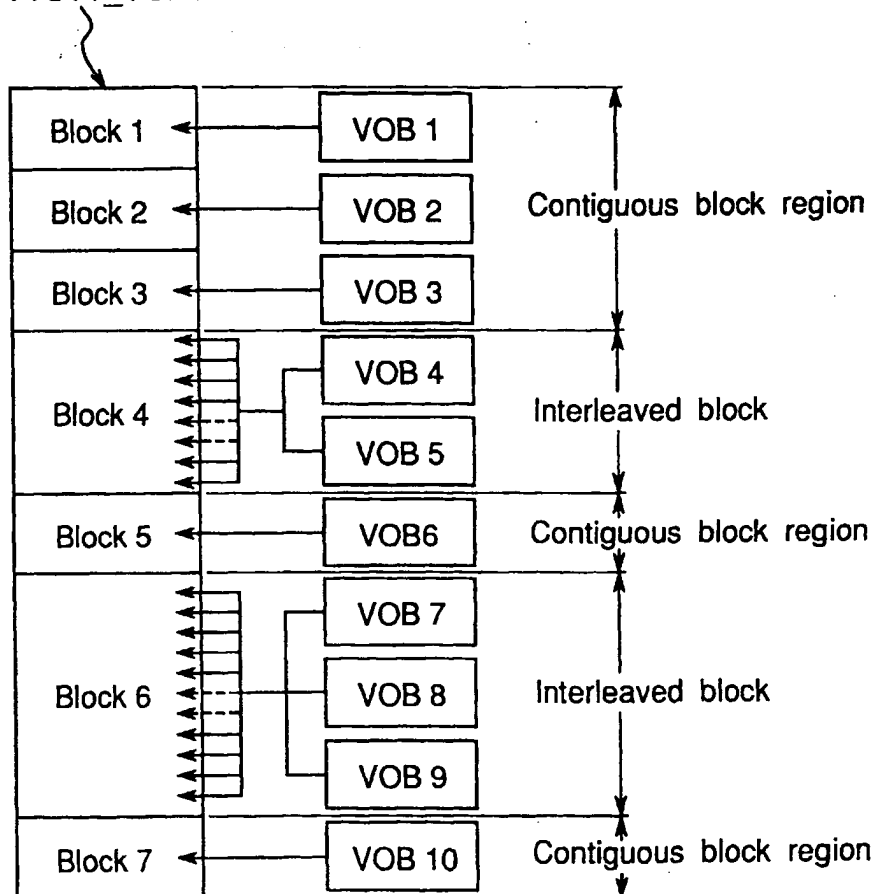 Block 1 VOB 1
Block 2 VOB 2 Contiguous block region
Block 3 VOB 3
VOB 4
Block 4 Interleaved block
VOB 5
Block 5 VOB6 Contiguous block region
VOB 7
Block 6 VOB 8 Interleaved block
VOB 9
Block 7 VOB 10 Contiguous block region